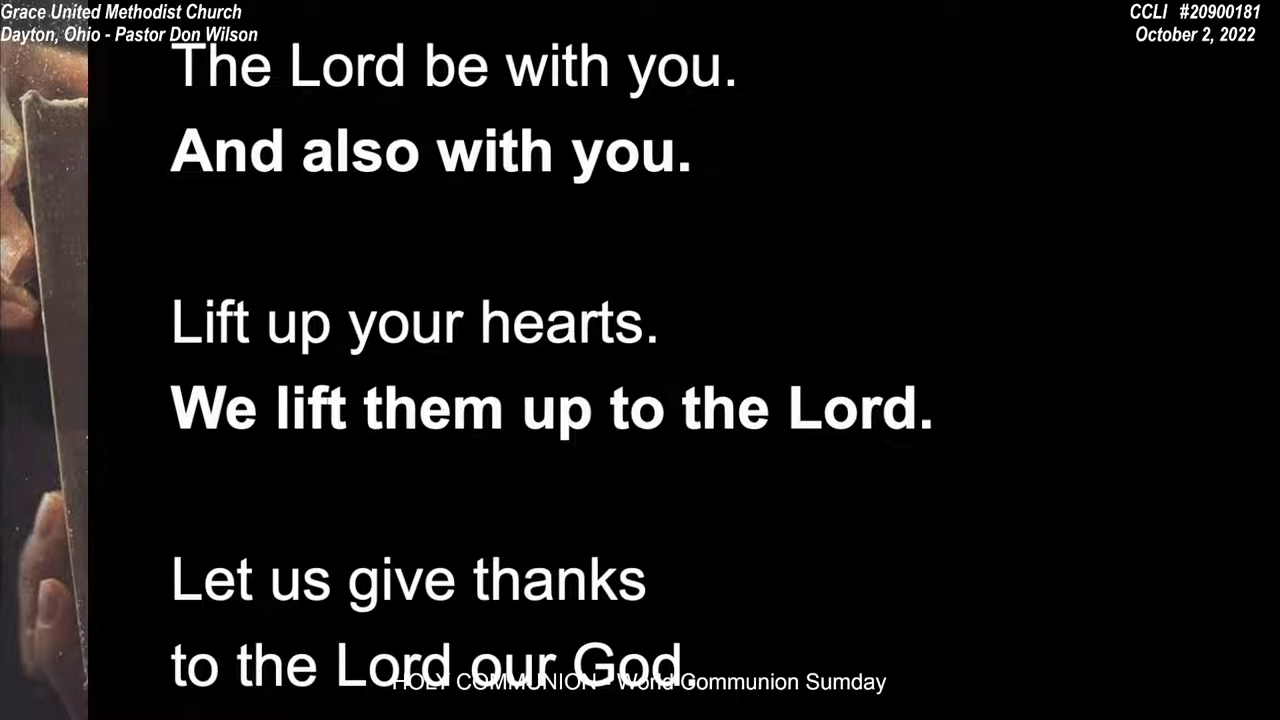 Grace United Methodist Church
Dayton, Ohio - Pastor Don Wilson
CCLI #20900181
October 2, 2022
The Lord be with you.
And also with you.
Lift up your hearts.
We lift them up to the Lord.
Let us give thanks
to the Lord our God.
HOLY COMMUNION - World Communion Sumday